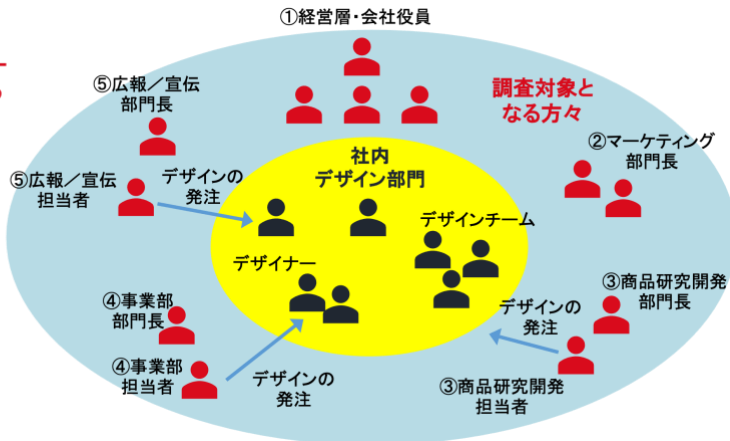 ①経営層・会社役員
調査対象と
なる方々
⑤広報／宣伝
部門長
②マーケティング
部門長
社内
デザイン部門
⑤広報／宣伝
担当者
デザインの
発注
デザインチーム
デザイナー
③商品研究開発
部門長
④事業部
部門長
デザインの
発注
④事業部
担当者
デザインの
発注
③商品研究開発
担当者